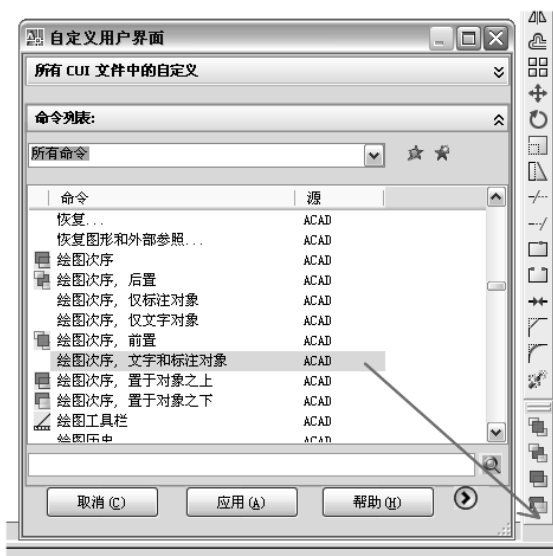 自定义用户界面
所有 CUI 文件中的自定义
命令列表:
所有命令
命令 源
恢复... ACAD
恢复图形和外部参照... ACAD
绘图次序 ACAD
绘图次序, 后置 ACAD
绘图次序, 仅标注对象 ACAD
绘图次序, 仅文字对象 ACAD
绘图次序, 前置 ACAD
绘图次序, 文字和标注对象 ACAD
绘图次序, 置于对象之上 ACAD
绘图次序, 置于对象之下 ACAD
绘图工具栏 ACAD
绘图历史 ACAD
取消(C) 应用(A) 帮助(H)